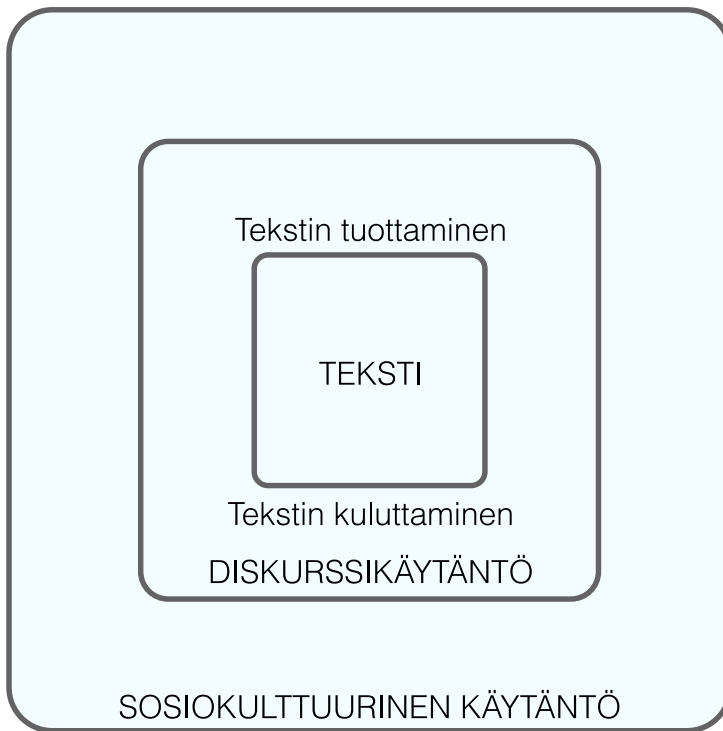 Tekstin tuottaminen
TEKSTI
Tekstin kuluttaminen
DISKURSSIKÄYTÄNTÖ
SOSIOKULTTUURINEN KÄYTÄNTÖ